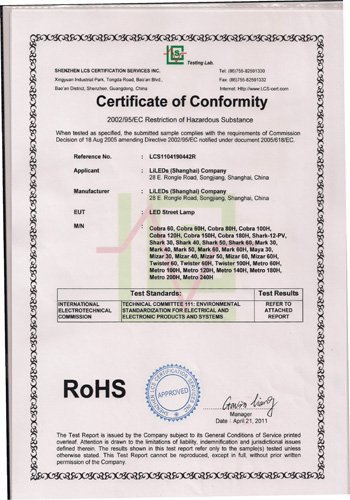 LCS
Testing Lab.
SHENZHEN LCS CERTIFICATION SERVICES INC.
Tel: (86)755-82591330
Xingyuan Industrial Park, Tongda Road, Bao'an Blvd.,
Fax: (86)755-82591332
Bao'an District, Shenzhen, Guangdong, China
Internet: Http://www.LCS-cert.com
Certificate of Conformity
2002/95/EC Restriction of Hazardous Substance
When tested as specified, the submitted sample complies with the requirements of Commission
Decision of 18 Aug 2005 amending Directive 2002/95/EC notified under document 2005/618/EC.
Reference No. : LCS1104190442R
Applicant : LiLEDs (Shanghai) Company
28 E. Rongle Road, Songjiang, Shanghai, China
Manufacturer : LiLEDs (Shanghai) Company
28 E. Rongle Road, Songjiang, Shanghai, China
EUT : LED Street Lamp
M/N : Cobra 60, Cobra 60H, Cobra 80H, Cobra 100H,
Cobra 120H, Cobra 150H, Cobra 180H, Shark-12-PV,
Shark 30, Shark 40, Shark 50, Shark 60, Mark 30,
Mark 40, Mark 50, Mark 60, Mark 60H, Maya 30,
Mizar 30, Mizar 40, Mizar 50, Mizar 60, Mizar 60H,
Twister 60, Twister 60H, Twister 100H, Metro 60H,
Metro 100H, Metro 120H, Metro 140H, Metro 180H,
Metro 200H, Metro 240H
Test Standards: Test Results
INTERNATIONAL TECHNICAL COMMITTEE 111: ENVIRONMENTAL REFER TO
ELECTROTECHNICAL STANDARDIZATION FOR ELECTRICAL AND ATTACHED
COMMISSION ELECTRONIC PRODUCTS AND SYSTEMS REPORT
RoHS
SHENZHEN LCS CERTIFICATION SERVICES INC.
APPROVED
Manager
Date : April 21, 2011
The Test Report is issued by the Company subject to its General Conditions of Service printed
overleaf. Attention is drawn to the limitations of liability, indemnification and jurisdictional issues
defined therein. The results shown in this test report refer only to the sample(s) tested unless
otherwise stated. This Test Report cannot be reproduced, except in full, without prior written
permission of the Company.